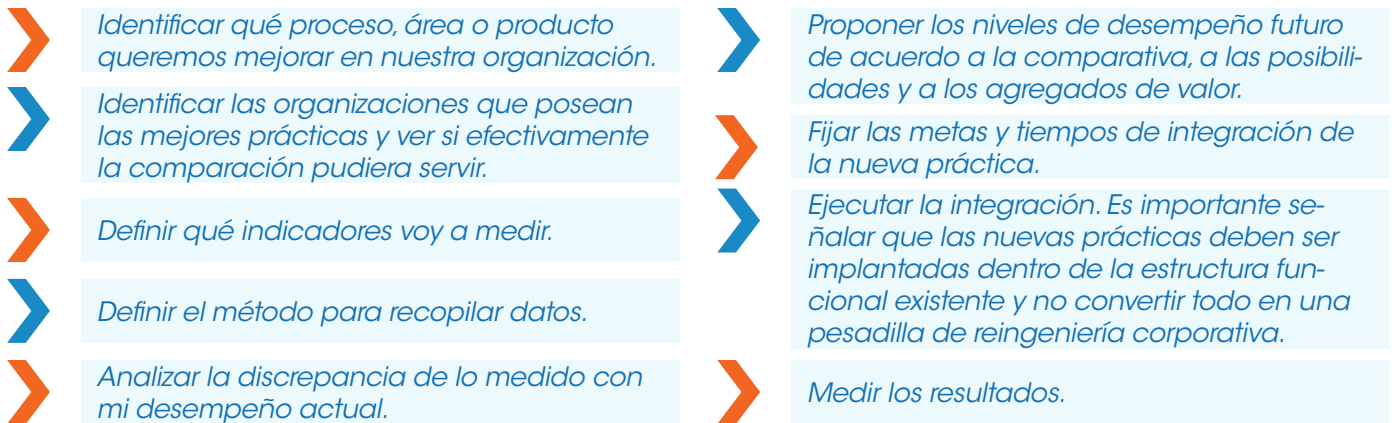 Identificar qué proceso, área o producto
queremos mejorar en nuestra organización.
Identificar las organizaciones que posean
las mejores prácticas y ver si efectivamente
la comparación pudiera servir.
Definir qué indicadores voy a medir.
Definir el método para recopilar datos.
Analizar la discrepancia de lo medido con
mi desempeño actual.
Proponer los niveles de desempeño futuro
de acuerdo a la comparativa, a las posibili-
dades y a los agregados de valor.
Fijar las metas y tiempos de integración de
la nueva práctica.
Ejecutar la integración. Es importante se-
ñalar que las nuevas prácticas deben ser
implantadas dentro de la estructura fun-
cional existente y no convertir todo en una
pesadilla de reingeniería corporativa.
Medir los resultados.